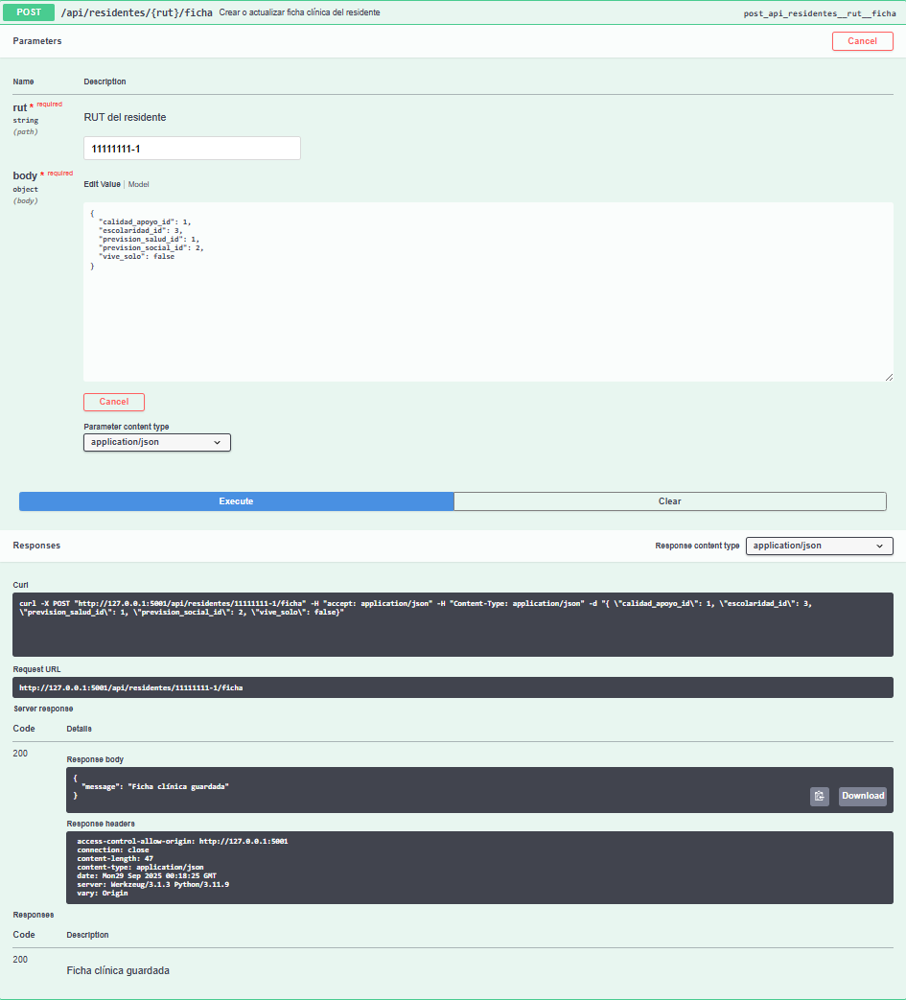 POST /api/residentes/{rut}/ficha Crear o actualizar ficha clínica del residente post_api_residentes__rut__ficha
Parameters Cancel
Name Description
rut * required
string
(path)
RUT del residente
11111111-1
body * required
object
(body)
Edit Value | Model
{
  "calidad_apoyo_id": 1,
  "escolaridad_id": 3,
  "prevision_salud_id": 1,
  "prevision_social_id": 2,
  "vive_solo": false
}
Cancel
Parameter content type
application/json
Execute Clear
Responses Response content type application/json
Curl
curl -X POST "http://127.0.0.1:5001/api/residentes/11111111-1/ficha" -H "accept: application/json" -H "Content-Type: application/json" -d "{ \"calidad_apoyo_id\": 1, \"escolaridad_id\": 3,
\"prevision_salud_id\": 1, \"prevision_social_id\": 2, \"vive_solo\": false}"
Request URL
http://127.0.0.1:5001/api/residentes/11111111-1/ficha
Server response
Code Details
200
Response body
{
  "message": "Ficha clínica guardada"
}
Download
Response headers
access-control-allow-origin: http://127.0.0.1:5001
connection: close
content-length: 47
content-type: application/json
date: Mon29 Sep 2025 00:18:25 GMT
server: Werkzeug/3.1.3 Python/3.11.9
vary: Origin
Responses
Code Description
200
Ficha clínica guardada